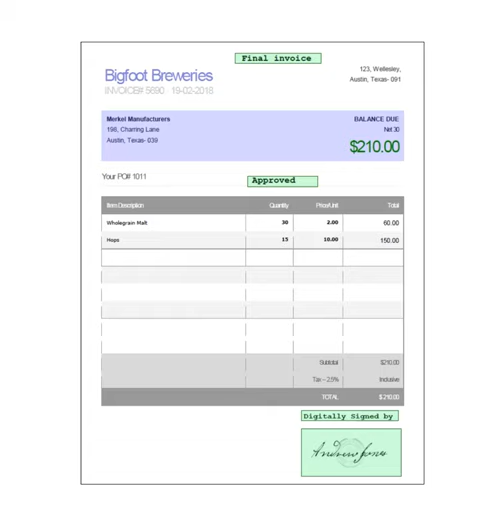 Final invoice
Bigfoot Breweries
INVOICE# 5690 - 19-02-2018
123, Wellesley,
Austin, Texas- 091
Merkel Manufacturers
198, Charring Lane
Austin, Texas- 039
BALANCE DUE
Net 30
$210.00
Your PO# 1011
Approved
Item Description Quantity Price/Unit Total
Wholegrain Malt 30 2.00 60.00
Hops 15 10.00 150.00
Subtotal $210.00
Tax – 2.5% Inclusive
TOTAL $ 210.00
Digitally Signed by
Andrew Jones